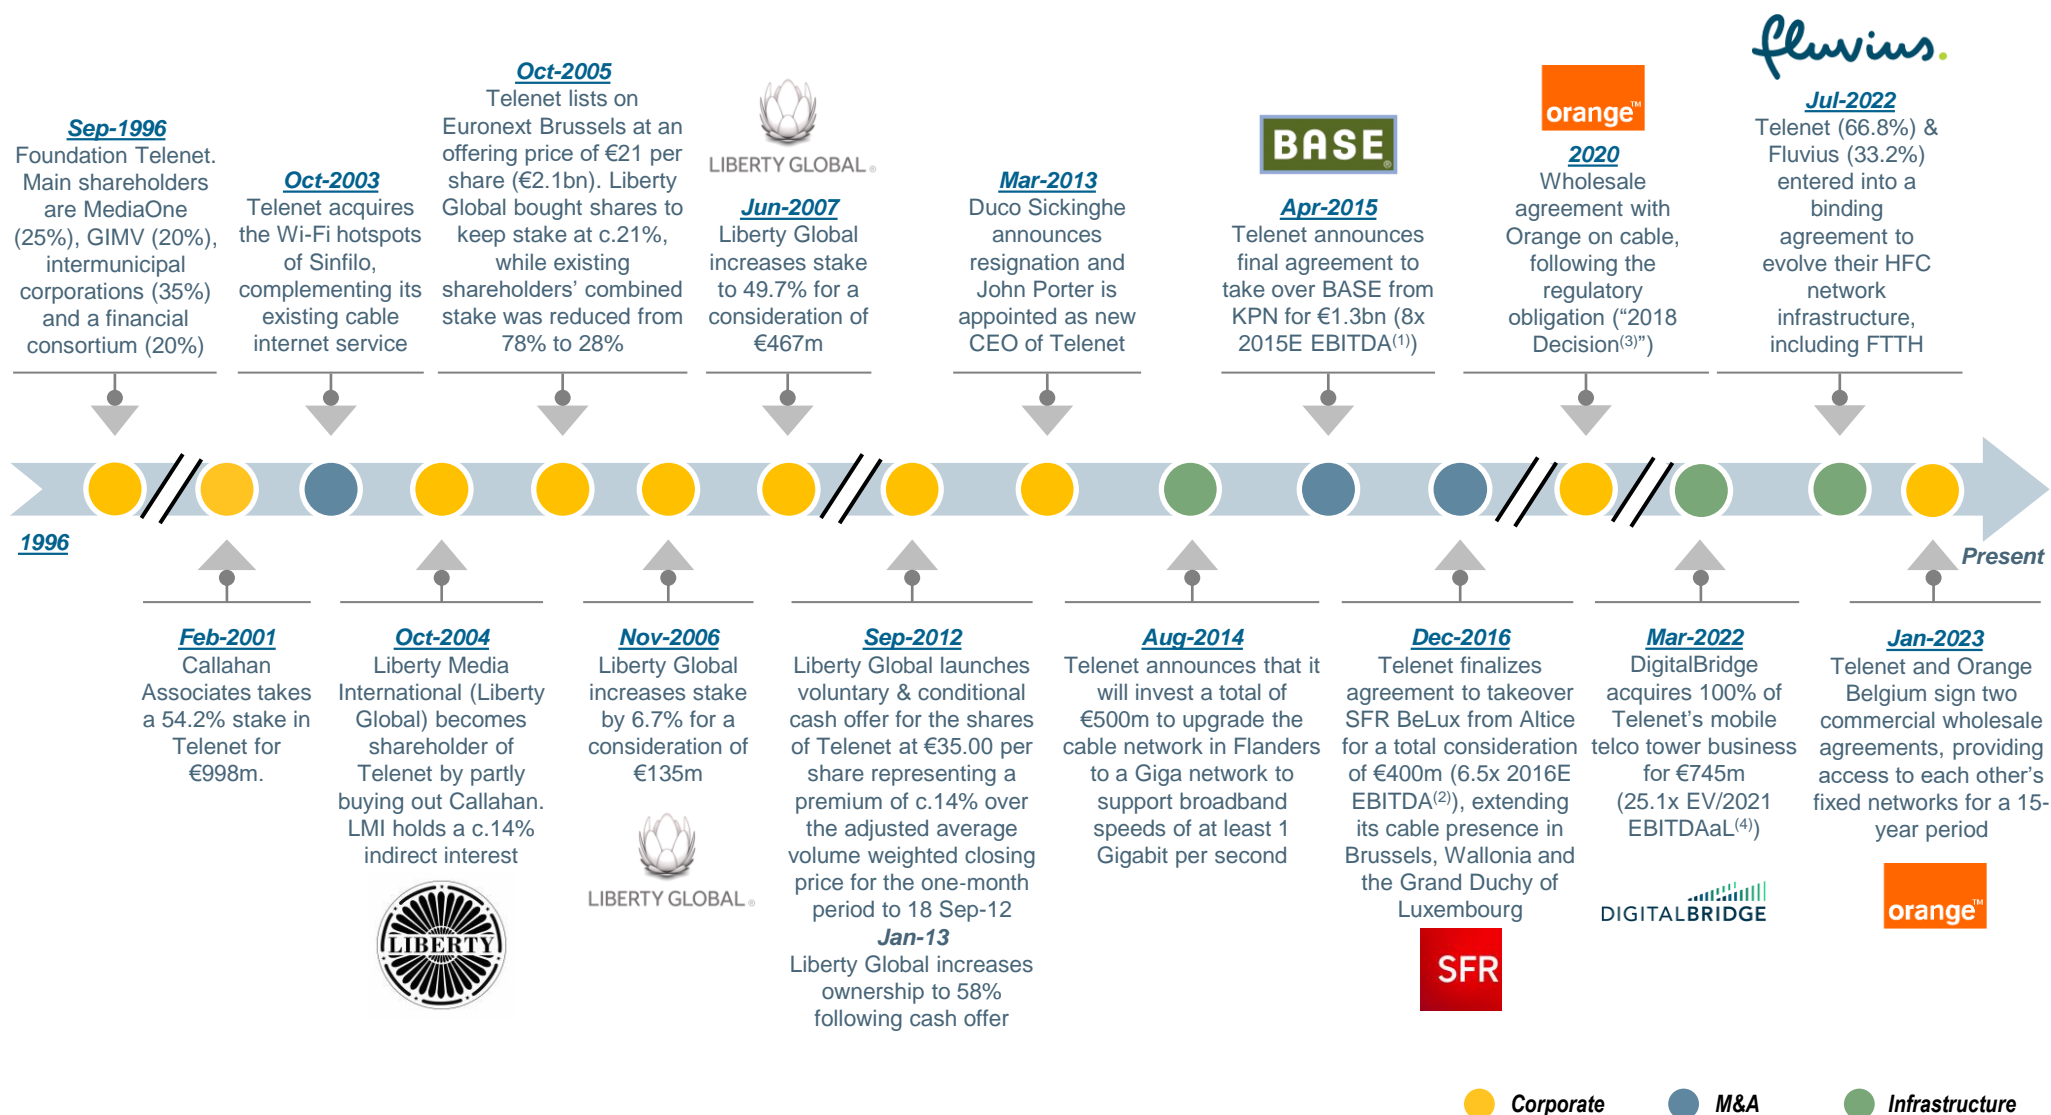 fluvius.
Sep-1996
Foundation Telenet.
Main shareholders
are MediaOne
(25%), GIMV (20%),
intermunicipal
corporations (35%)
and a financial
consortium (20%)
Oct-2003
Telenet acquires
the Wi-Fi hotspots
of Sinfilo,
complementing its
existing cable
internet service
Oct-2005
Telenet lists on
Euronext Brussels at an
offering price of €21 per
share (€2.1bn). Liberty
Global bought shares to
keep stake at c.21%,
while existing
shareholders’ combined
stake was reduced from
78% to 28%
LIBERTY GLOBAL®
Jun-2007
Liberty Global
increases stake
to 49.7% for a
consideration of
€467m
Mar-2013
Duco Sickinghe
announces
resignation and
John Porter is
appointed as new
CEO of Telenet
BASE®
Apr-2015
Telenet announces
final agreement to
take over BASE from
KPN for €1.3bn (8x
2015E EBITDA(1))
orange™
2020
Wholesale
agreement with
Orange on cable,
following the
regulatory
obligation (“2018
Decision(3)”)
Jul-2022
Telenet (66.8%) &
Fluvius (33.2%)
entered into a
binding
agreement to
evolve their HFC
network
infrastructure,
including FTTH
1996
Present
Feb-2001
Callahan
Associates takes
a 54.2% stake in
Telenet for
€998m.
Oct-2004
Liberty Media
International (Liberty
Global) becomes
shareholder of
Telenet by partly
buying out Callahan.
LMI holds a c.14%
indirect interest
LIBERTY
Nov-2006
Liberty Global
increases stake
by 6.7% for a
consideration of
€135m
LIBERTY GLOBAL®
Sep-2012
Liberty Global launches
voluntary & conditional
cash offer for the shares
of Telenet at €35.00 per
share representing a
premium of c.14% over
the adjusted average
volume weighted closing
price for the one-month
period to 18 Sep-12
Jan-13
Liberty Global increases
ownership to 58%
following cash offer
Aug-2014
Telenet announces that it
will invest a total of
€500m to upgrade the
cable network in Flanders
to a Giga network to
support broadband
speeds of at least 1
Gigabit per second
Dec-2016
Telenet finalizes
agreement to takeover
SFR BeLux from Altice
for a total consideration
of €400m (6.5x 2016E
EBITDA(2)), extending
its cable presence in
Brussels, Wallonia and
the Grand Duchy of
Luxembourg
SFR
Mar-2022
DigitalBridge
acquires 100% of
Telenet’s mobile
telco tower business
for €745m
(25.1x EV/2021
EBITDAaL(4))
DIGITALBRIDGE
Jan-2023
Telenet and Orange
Belgium sign two
commercial wholesale
agreements, providing
access to each other’s
fixed networks for a 15-
year period
orange™
Corporate
M&A
Infrastructure